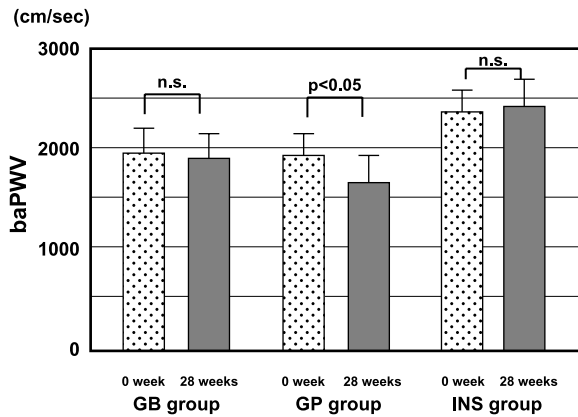 (cm/sec)
3000
2000
1000
0
baPWV
n.s.
p<0.05
n.s.
0 week 28 weeks 0 week 28 weeks 0 week 28 weeks
GB group GP group INS group